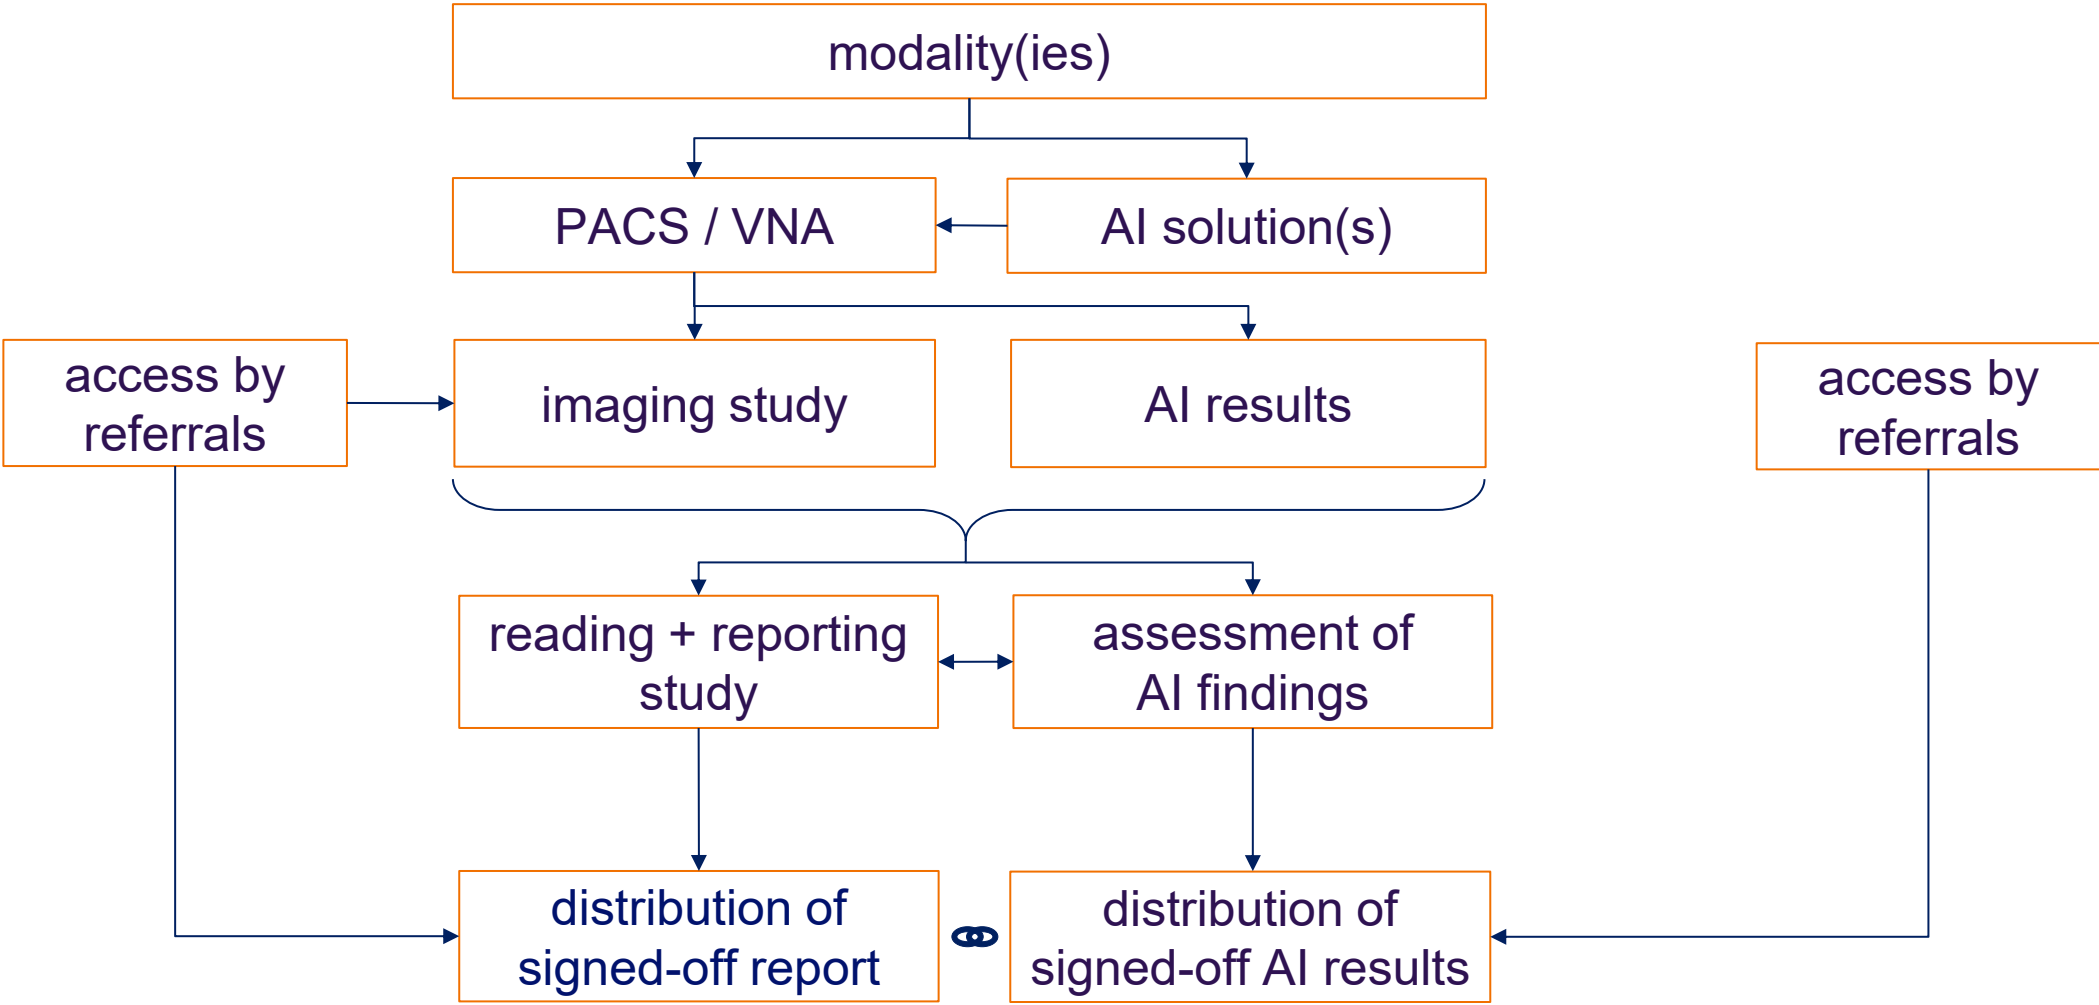 modality(ies)
PACS / VNA
AI solution(s)
access by
referrals
imaging study
AI results
access by
referrals
reading + reporting
study
assessment of
AI findings
distribution of
signed-off report
distribution of
signed-off AI results